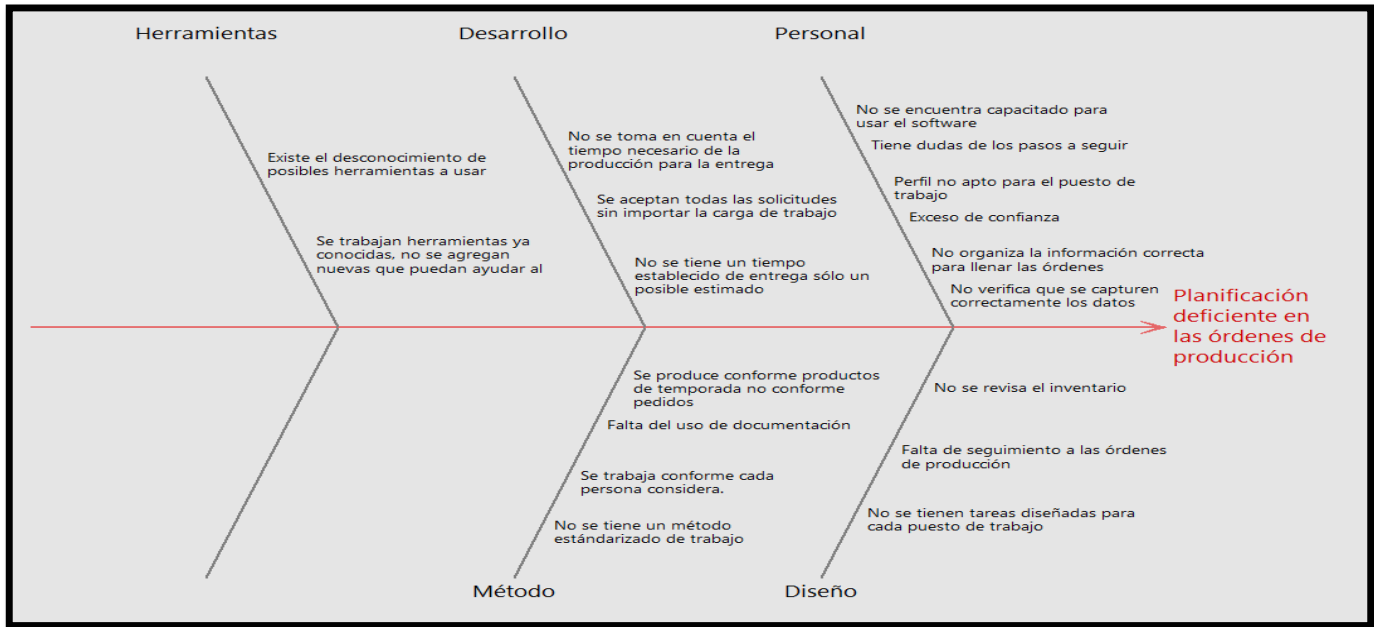 Herramientas
Desarrollo
Personal
Existe el desconocimiento de
posibles herramientas a usar
Se trabajan herramientas ya
conocidas, no se agregan
nuevas que puedan ayudar al
No se toma en cuenta el
tiempo necesario de la
producción para la entrega
Se aceptan todas las solicitudes
sin importar la carga de trabajo
No se tiene un tiempo
establecido de entrega sólo un
posible estimado
No se encuentra capacitado para
usar el software
Tiene dudas de los pasos a seguir
Perfil no apto para el puesto de
trabajo
Exceso de confianza
No organiza la información correcta
para llenar las órdenes
No verifica que se capturen
correctamente los datos
Planificación
deficiente en
las órdenes de
producción
Se produce conforme productos
de temporada no conforme
pedidos
Falta del uso de documentación
Se trabaja conforme cada
persona considera.
No se tiene un método
estándarizado de trabajo
No se revisa el inventario
Falta de seguimiento a las órdenes
de producción
No se tienen tareas diseñadas para
cada puesto de trabajo
Método
Diseño